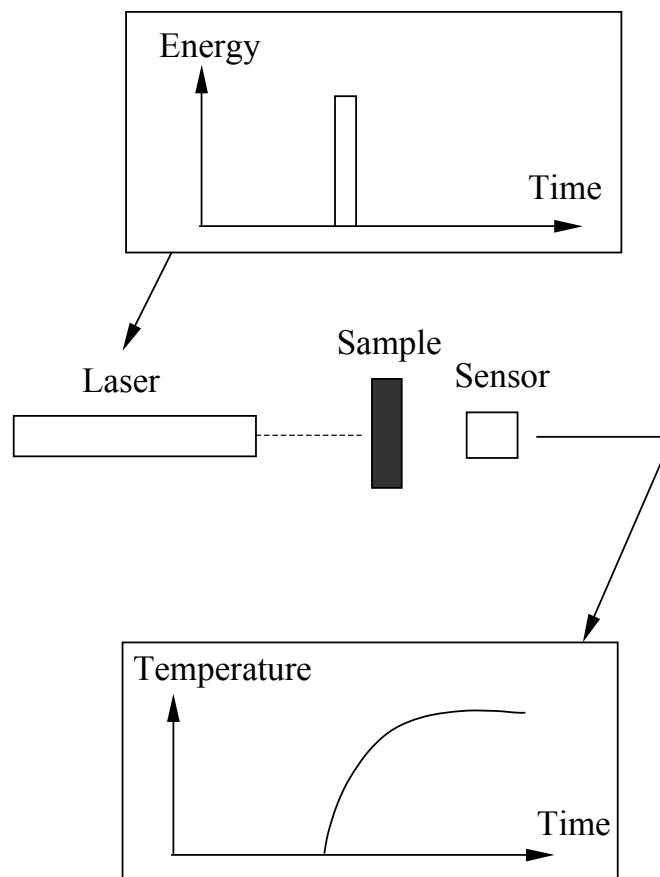 Energy
Time
Sample
Laser
Sensor
Temperature
Time